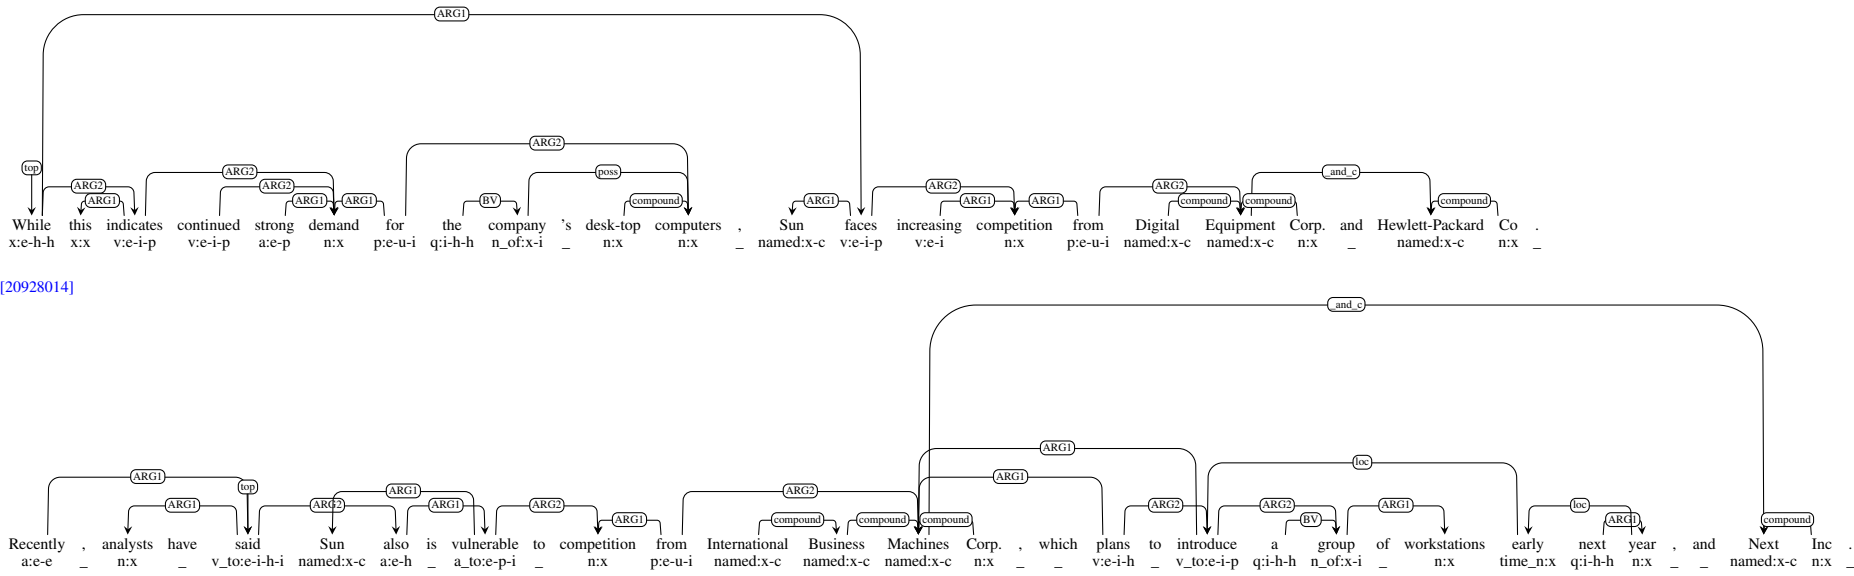 ARG1
ARG2
top ARG2 ARG2 poss _and_c
ARG2 ARG2 ARG2
ARG1 ARG1 ARG1 BV compound ARG1 ARG1 ARG1 compound compound compound
While this indicates continued strong demand for the company 's desk-top computers , Sun faces increasing competition from Digital Equipment Corp. and Hewlett-Packard Co .
x:e-h-h x:x v:e-i-p v:e-i-p a:e-p n:x p:e-u-i q:i-h-h n_of:x-i _ n:x n:x _ named:x-c v:e-i-p v:e-i n:x p:e-u-i named:x-c named:x-c n:x _ named:x-c n:x _
[20928014]
_and_c
ARG1
loc
ARG1 ARG1
top ARG1 ARG2
ARG1 ARG2 ARG1 ARG2 ARG2 ARG2 ARG1 loc
ARG1 compound compound compound BV ARG1 compound
Recently , analysts have said Sun also is vulnerable to competition from International Business Machines Corp. , which plans to introduce a group of workstations early next year , and Next Inc .
a:e-e _ n:x _ v_to:e-i-h-i named:x-c a:e-h _ a_to:e-p-i _ n:x p:e-u-i named:x-c named:x-c named:x-c n:x _ _ v:e-i-h _ v_to:e-i-p q:i-h-h n_of:x-i _ n:x time_n:x q:i-h-h n:x _ _ named:x-c n:x _